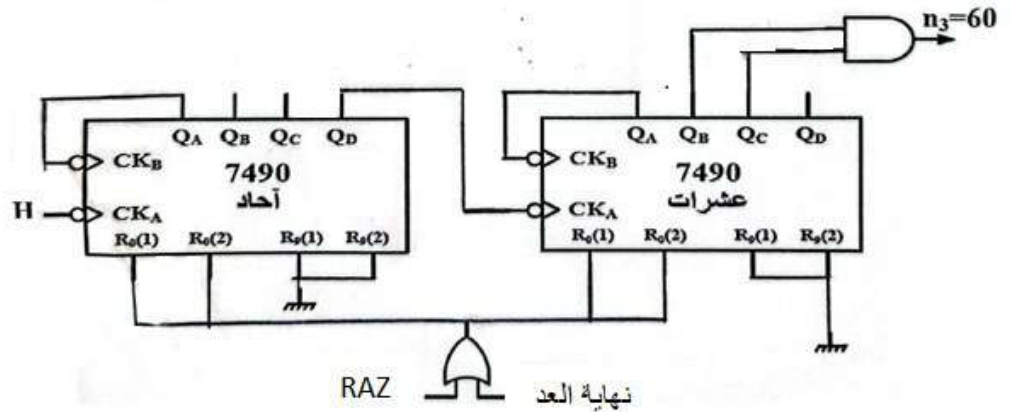 n₃=60
QA QB QC QD
CKB
7490
آحاد
H CKA
R₀(1) R₀(2) R₉(1) R₉(2)
QA QB QC QD
CKB
7490
عشرات
CKA
R₀(1) R₀(2) R₉(1) R₉(2)
RAZ
نهاية العد